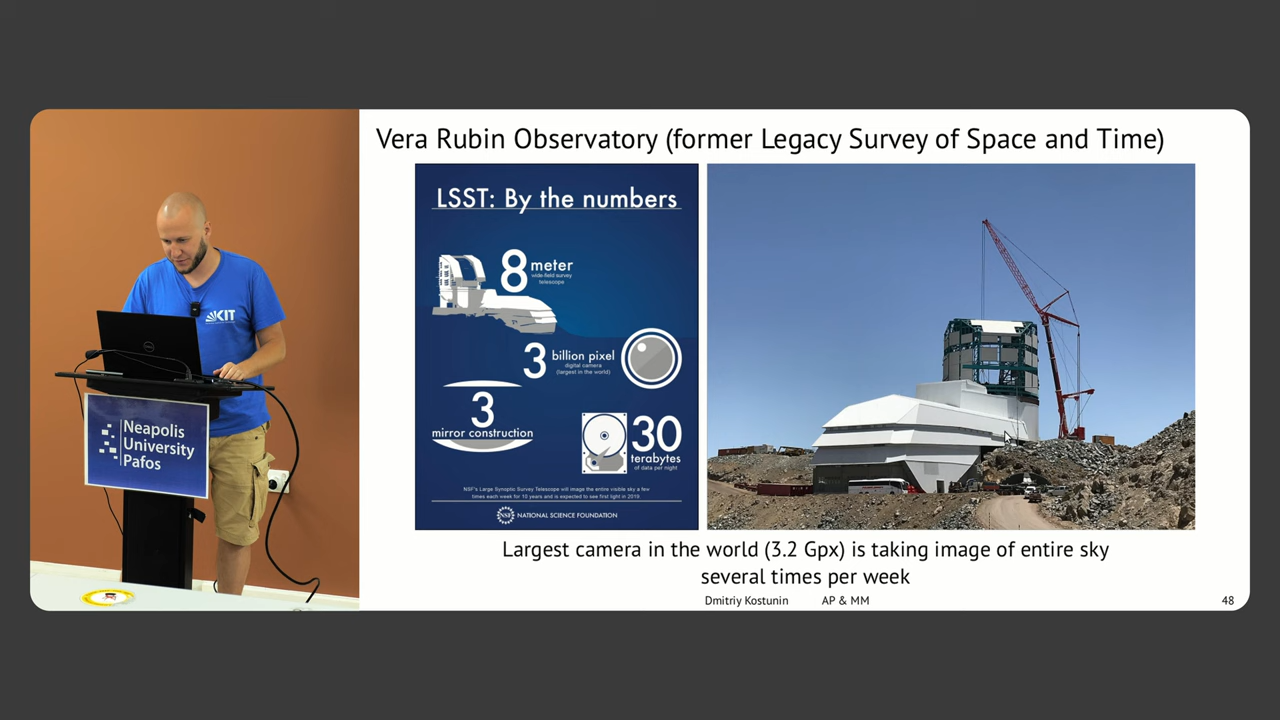 Vera Rubin Observatory (former Legacy Survey of Space and Time)
LSST: By the numbers
8 meter
wide-field survey
telescope
3 billion pixel
digital camera
(largest in the world)
3
mirror construction
30
terabytes
of data per night
NSF's Large Synoptic Survey Telescope will image the entire visible sky a few
times each week for 10 years and is expected to see first light in 2019
NSF
NATIONAL SCIENCE FOUNDATION
Largest camera in the world (3.2 Gpx) is taking image of entire sky
several times per week
Dmitriy Kostunin AP & MM 48
KIT
DELL
Neapolis
University
Pafos